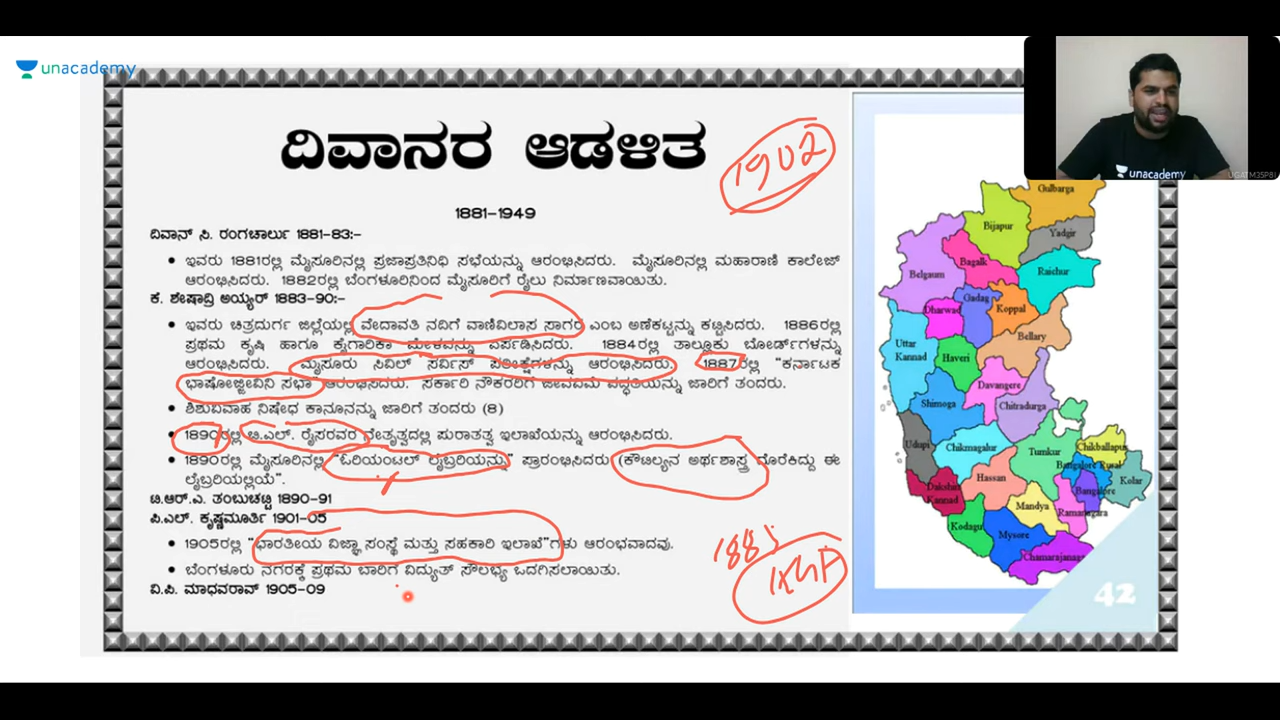 unacademy
ದಿವಾನರ ಆಡಳಿತ
1902
1881-1949
ದಿವಾನ್ ಸಿ. ರಂಗಚಾರ್ಲು 1881-83:-
• ಇವರು 1881ರಲ್ಲಿ ಮೈಸೂರಿನಲ್ಲಿ ಪ್ರಜಾಪ್ರತಿನಿಧಿ ಸಭೆಯನ್ನು ಆರಂಭಿಸಿದರು. ಮೈಸೂರಿನಲ್ಲಿ ಮಹಾರಾಣಿ ಕಾಲೇಜ್
ಆರಂಭಿಸಿದರು. 1882ರಲ್ಲಿ ಬೆಂಗಳೂರಿನಿಂದ ಮೈಸೂರಿಗೆ ರೈಲು ನಿರ್ಮಾಣವಾಯಿತು.
ಕೆ. ಶೇಷಾದ್ರಿ ಅಯ್ಯರ್ 1883-90:-
• ಇವರು ಚಿತ್ರದುರ್ಗ ಜಿಲ್ಲೆಯಲ್ಲಿ ವೇದಾವತಿ ನದಿಗೆ ವಾಣಿವಿಲಾಸ ಸಾಗರ ಎಂಬ ಅಣೆಕಟ್ಟನ್ನು ಕಟ್ಟಿಸಿದರು. 1886ರಲ್ಲಿ
ಪ್ರಥಮ ಕೃಷಿ ಹಾಗೂ ಕೈಗಾರಿಕಾ ಮೇಳವನ್ನು ಏರ್ಪಡಿಸಿದರು. 1884ರಲ್ಲಿ ತಾಲ್ಲೂಕು ಬೋರ್ಡ್‌ಗಳನ್ನು
ಆರಂಭಿಸಿದರು. ಮೈಸೂರು ಸಿವಿಲ್ ಸರ್ವಿಸ್ ಪರೀಕ್ಷೆಗಳನ್ನು ಆರಂಭಿಸಿದರು. 1887ರಲ್ಲಿ "ಕರ್ನಾಟಕ
ಭಾಷೋಜ್ಜೀವಿನಿ ಸಭಾ" ಆರಂಭಿಸಿದರು. ಸರ್ಕಾರಿ ನೌಕರರಿಗೆ ಜೀವವಿಮೆ ಪದ್ಧತಿಯನ್ನು ಜಾರಿಗೆ ತಂದರು.
• ಶಿಶುವಿವಾಹ ನಿಷೇಧ ಕಾನೂನನ್ನು ಜಾರಿಗೆ ತಂದರು (8)
• 1890ರಲ್ಲಿ ಬಿ.ಎಲ್. ರೈಸರವರ ನೇತೃತ್ವದಲ್ಲಿ ಪುರಾತತ್ವ ಇಲಾಖೆಯನ್ನು ಆರಂಭಿಸಿದರು.
• 1890ರಲ್ಲಿ ಮೈಸೂರಿನಲ್ಲಿ "ಓರಿಯಂಟಲ್ ಲೈಬ್ರರಿಯನ್ನು" ಪ್ರಾರಂಭಿಸಿದರು (ಕೌಟಿಲ್ಯನ ಅರ್ಥಶಾಸ್ತ್ರ ದೊರೆಕಿದ್ದು ಈ
ಲೈಬ್ರರಿಯಲ್ಲಿಯೆ".
ಟಿ.ಆರ್.ಎ. ತಂಬುಚಟ್ಟಿ 1890-91
ಪಿ.ಎಲ್. ಕೃಷ್ಣಮೂರ್ತಿ 1901-05
• 1905ರಲ್ಲಿ "ಭಾರತೀಯ ವಿಜ್ಞಾ ಸಂಸ್ಥೆ ಮತ್ತು ಸಹಕಾರಿ ಇಲಾಖೆ"ಗಳು ಆರಂಭವಾದವು.
• ಬೆಂಗಳೂರು ನಗರಕ್ಕೆ ಪ್ರಥಮ ಬಾರಿಗೆ ವಿದ್ಯುತ್ ಸೌಲಭ್ಯ ಒದಗಿಸಲಾಯಿತು.
ವಿ.ಪಿ. ಮಾಧವರಾವ್ 1905-09
unacademy
Gulbarga
Bijapur
Yadgir
Bagalk
Belgaum
Raichur
Gadag
Koppal
Dharwad
Bellary
Uttar
Kannad
Haveri
Davangere
Shimoga
Chitradurga
Udupi
Chikmagalur
Tumkur
Chikballapur
Bangalore Rural
Hassan
Kolar
Dakshin
Kannad
Bangalore
Mandya
Ramanagara
Kodagu
Mysore
Chamarajanaga
42